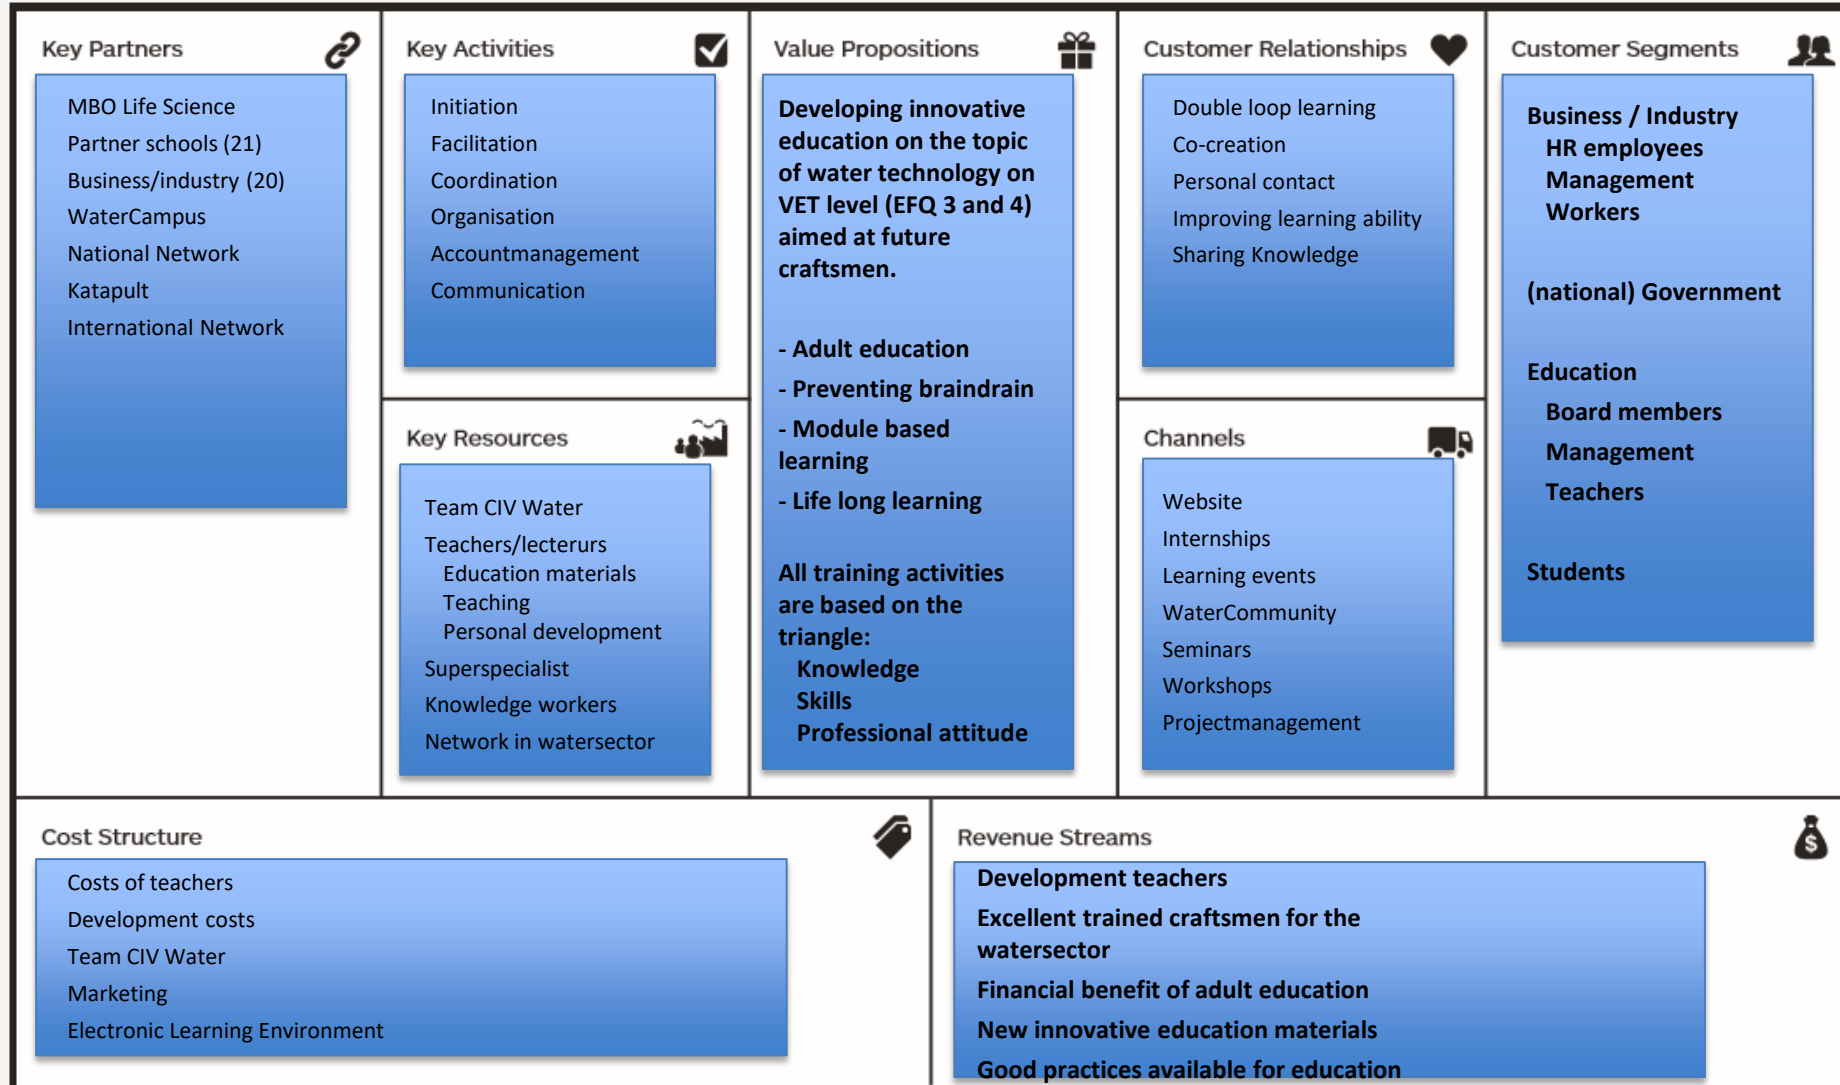 Key Partners
MBO Life Science
Partner schools (21)
Business/industry (20)
WaterCampus
National Network
Katapult
International Network
Key Activities
Initiation
Facilitation
Coordination
Organisation
Accountmanagement
Communication
Key Resources
Team CIV Water
Teachers/lecterurs
Education materials
Teaching
Personal development
Superspecialist
Knowledge workers
Network in watersector
Value Propositions
Developing innovative
education on the topic
of water technology on
VET level (EFQ 3 and 4)
aimed at future
craftsmen.
- Adult education
- Preventing braindrain
- Module based
learning
- Life long learning
All training activities
are based on the
triangle:
Knowledge
Skills
Professional attitude
Customer Relationships
Double loop learning
Co-creation
Personal contact
Improving learning ability
Sharing Knowledge
Channels
Website
Internships
Learning events
WaterCommunity
Seminars
Workshops
Projectmanagement
Customer Segments
Business / Industry
HR employees
Management
Workers
(national) Government
Education
Board members
Management
Teachers
Students
Cost Structure
Costs of teachers
Development costs
Team CIV Water
Marketing
Electronic Learning Environment
Revenue Streams
$
Development teachers
Excellent trained craftsmen for the
watersector
Financial benefit of adult education
New innovative education materials
Good practices available for education